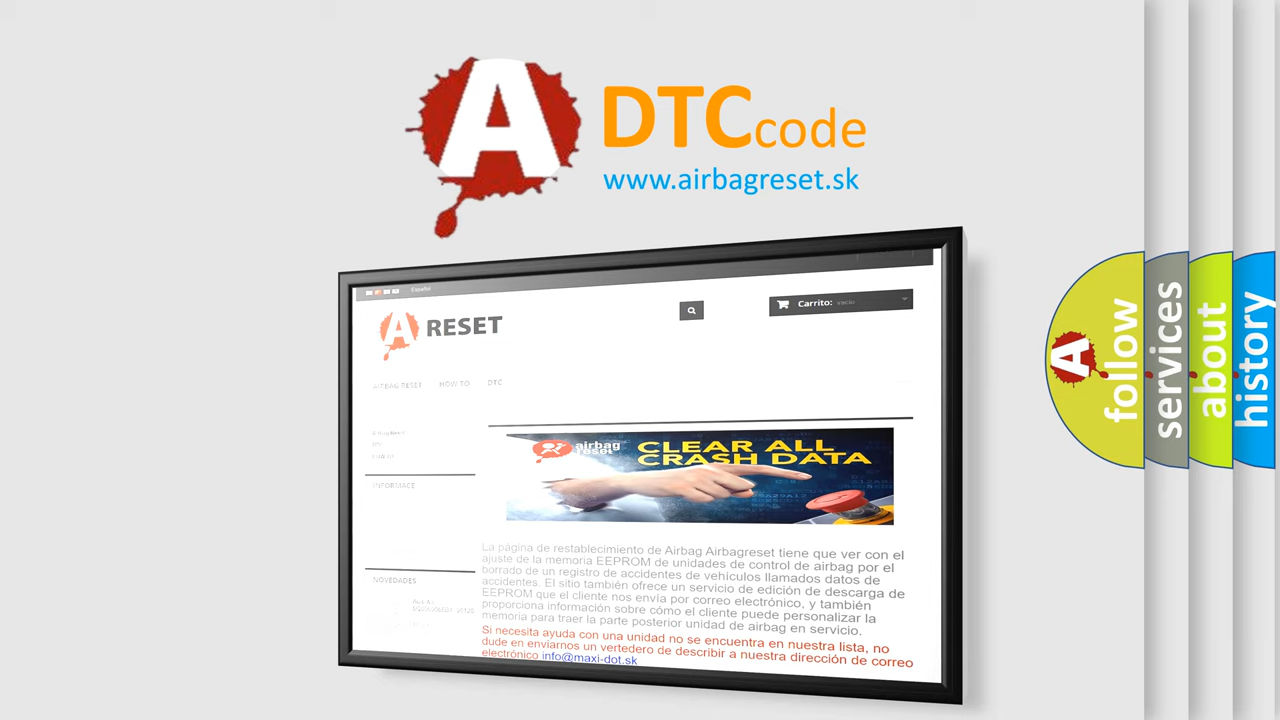 A
DTCcode
www.airbagreset.sk
Español
A RESET
Carrito: vacío
AIRBAG RESET HOW TO DTC
INFORMACE
airbag
reset
CLEAR ALL
CRASH DATA
La página de restablecimiento de Airbag Airbagreset tiene que ver con el
ajuste de la memoria EEPROM de unidades de control de airbag por el
borrado de un registro de accidentes de vehículos llamados datos de
accidentes. El sitio también ofrece un servicio de edición de descarga de
EEPROM que el cliente nos envía por correo electrónico, y también
proporciona información sobre cómo el cliente puede personalizar la
memoria para traer la parte posterior unidad de airbag en servicio.
Si necesita ayuda con una unidad no se encuentra en nuestra lista, no
dude en enviarnos un vertedero de describir a nuestra dirección de correo
electrónico info@maxi-dot.sk
NOVEDADES
A
follow
services
about
history